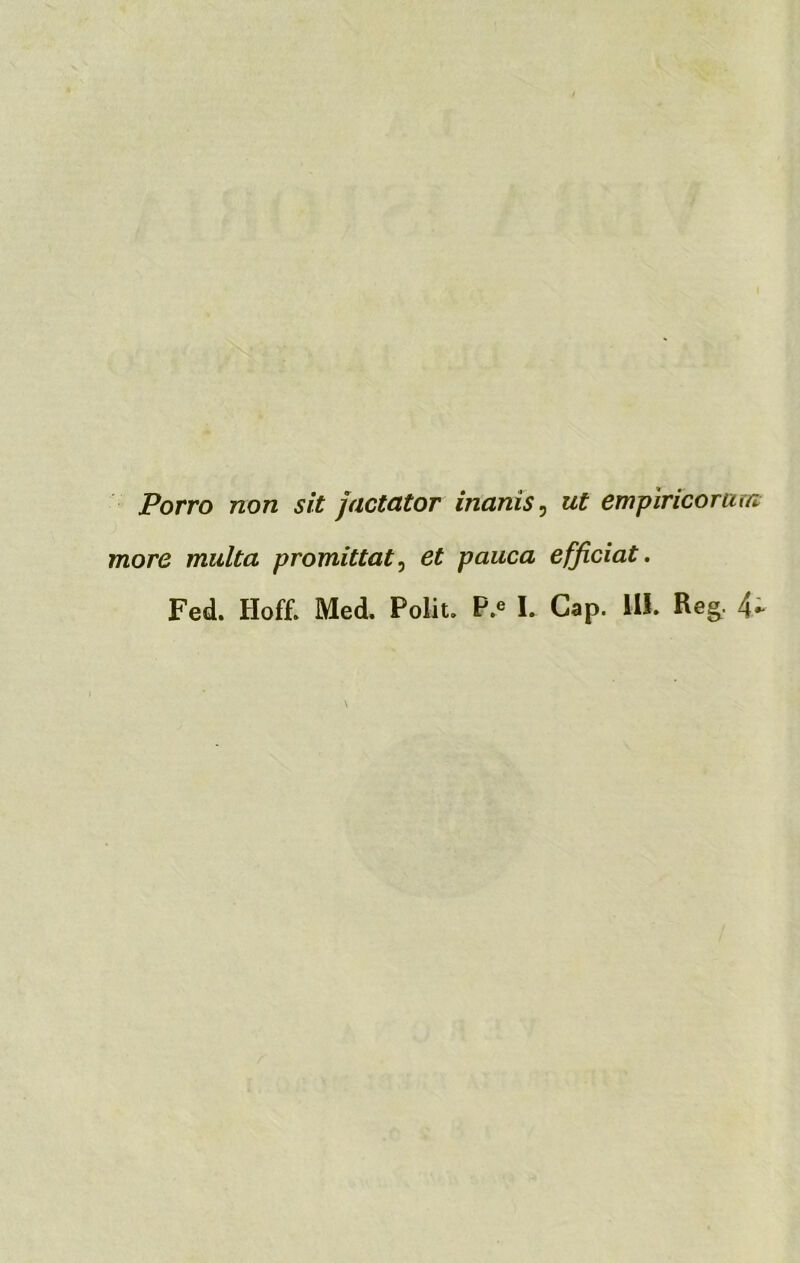 Porro non sit jactator inanis, ut empiricorum
more multa promittat, et pauca efficiat.
Fed. Hoff. Med. Polit. P.e I. Cap. III. Reg. 4.